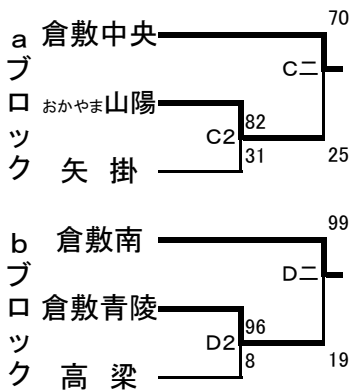 aブロック
倉敷中央
70
C二
おかやま山陽
82
C2
31
25
矢掛
bブロック
倉敷南
99
D二
倉敷青陵
96
D2
8
19
高梁